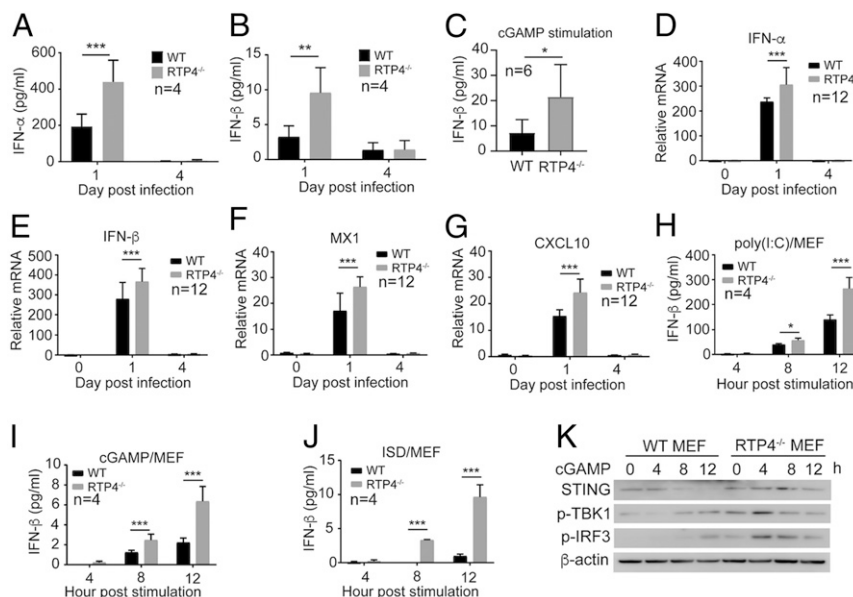 A
***
600
400
200
0
IFN-α (pg/ml)
WT
RTP4-/-
n=4
1 4
Day post infection
B
**
15
10
5
0
IFN-β (pg/ml)
WT
RTP4-/-
n=4
1 4
Day post infection
C
cGAMP stimulation
*
40
30
20
10
0
IFN-β (pg/ml)
n=6
WT RTP4-/-
D
IFN-α
***
400
300
200
100
0
Relative mRNA
WT
RTP4-/-
n=12
0 1 4
Day post infection
E
IFN-β
***
500
400
300
200
100
0
Relative mRNA
WT
RTP4-/-
n=12
0 1 4
Day post infection
F
MX1
***
40
30
20
10
0
Relative mRNA
WT
RTP4-/-
n=12
0 1 4
Day post infection
G
CXCL10
***
40
30
20
10
0
Relative mRNA
WT
RTP4-/-
n=12
0 1 4
Day post infection
H
poly(I:C)/MEF
***
*
400
300
200
100
0
IFN-β (pg/ml)
WT
RTP4-/-
n=4
4 8 12
Hour post stimulation
I
cGAMP/MEF
***
***
10
8
6
4
2
0
IFN-β (pg/ml)
WT
RTP4-/-
n=4
4 8 12
Hour post stimulation
J
ISD/MEF
***
***
15
10
5
0
IFN-β (pg/ml)
WT
RTP4-/-
n=4
4 8 12
Hour post stimulation
K
WT MEF RTP4-/- MEF
cGAMP 0 4 8 12 0 4 8 12 h
STING
p-TBK1
p-IRF3
β-actin